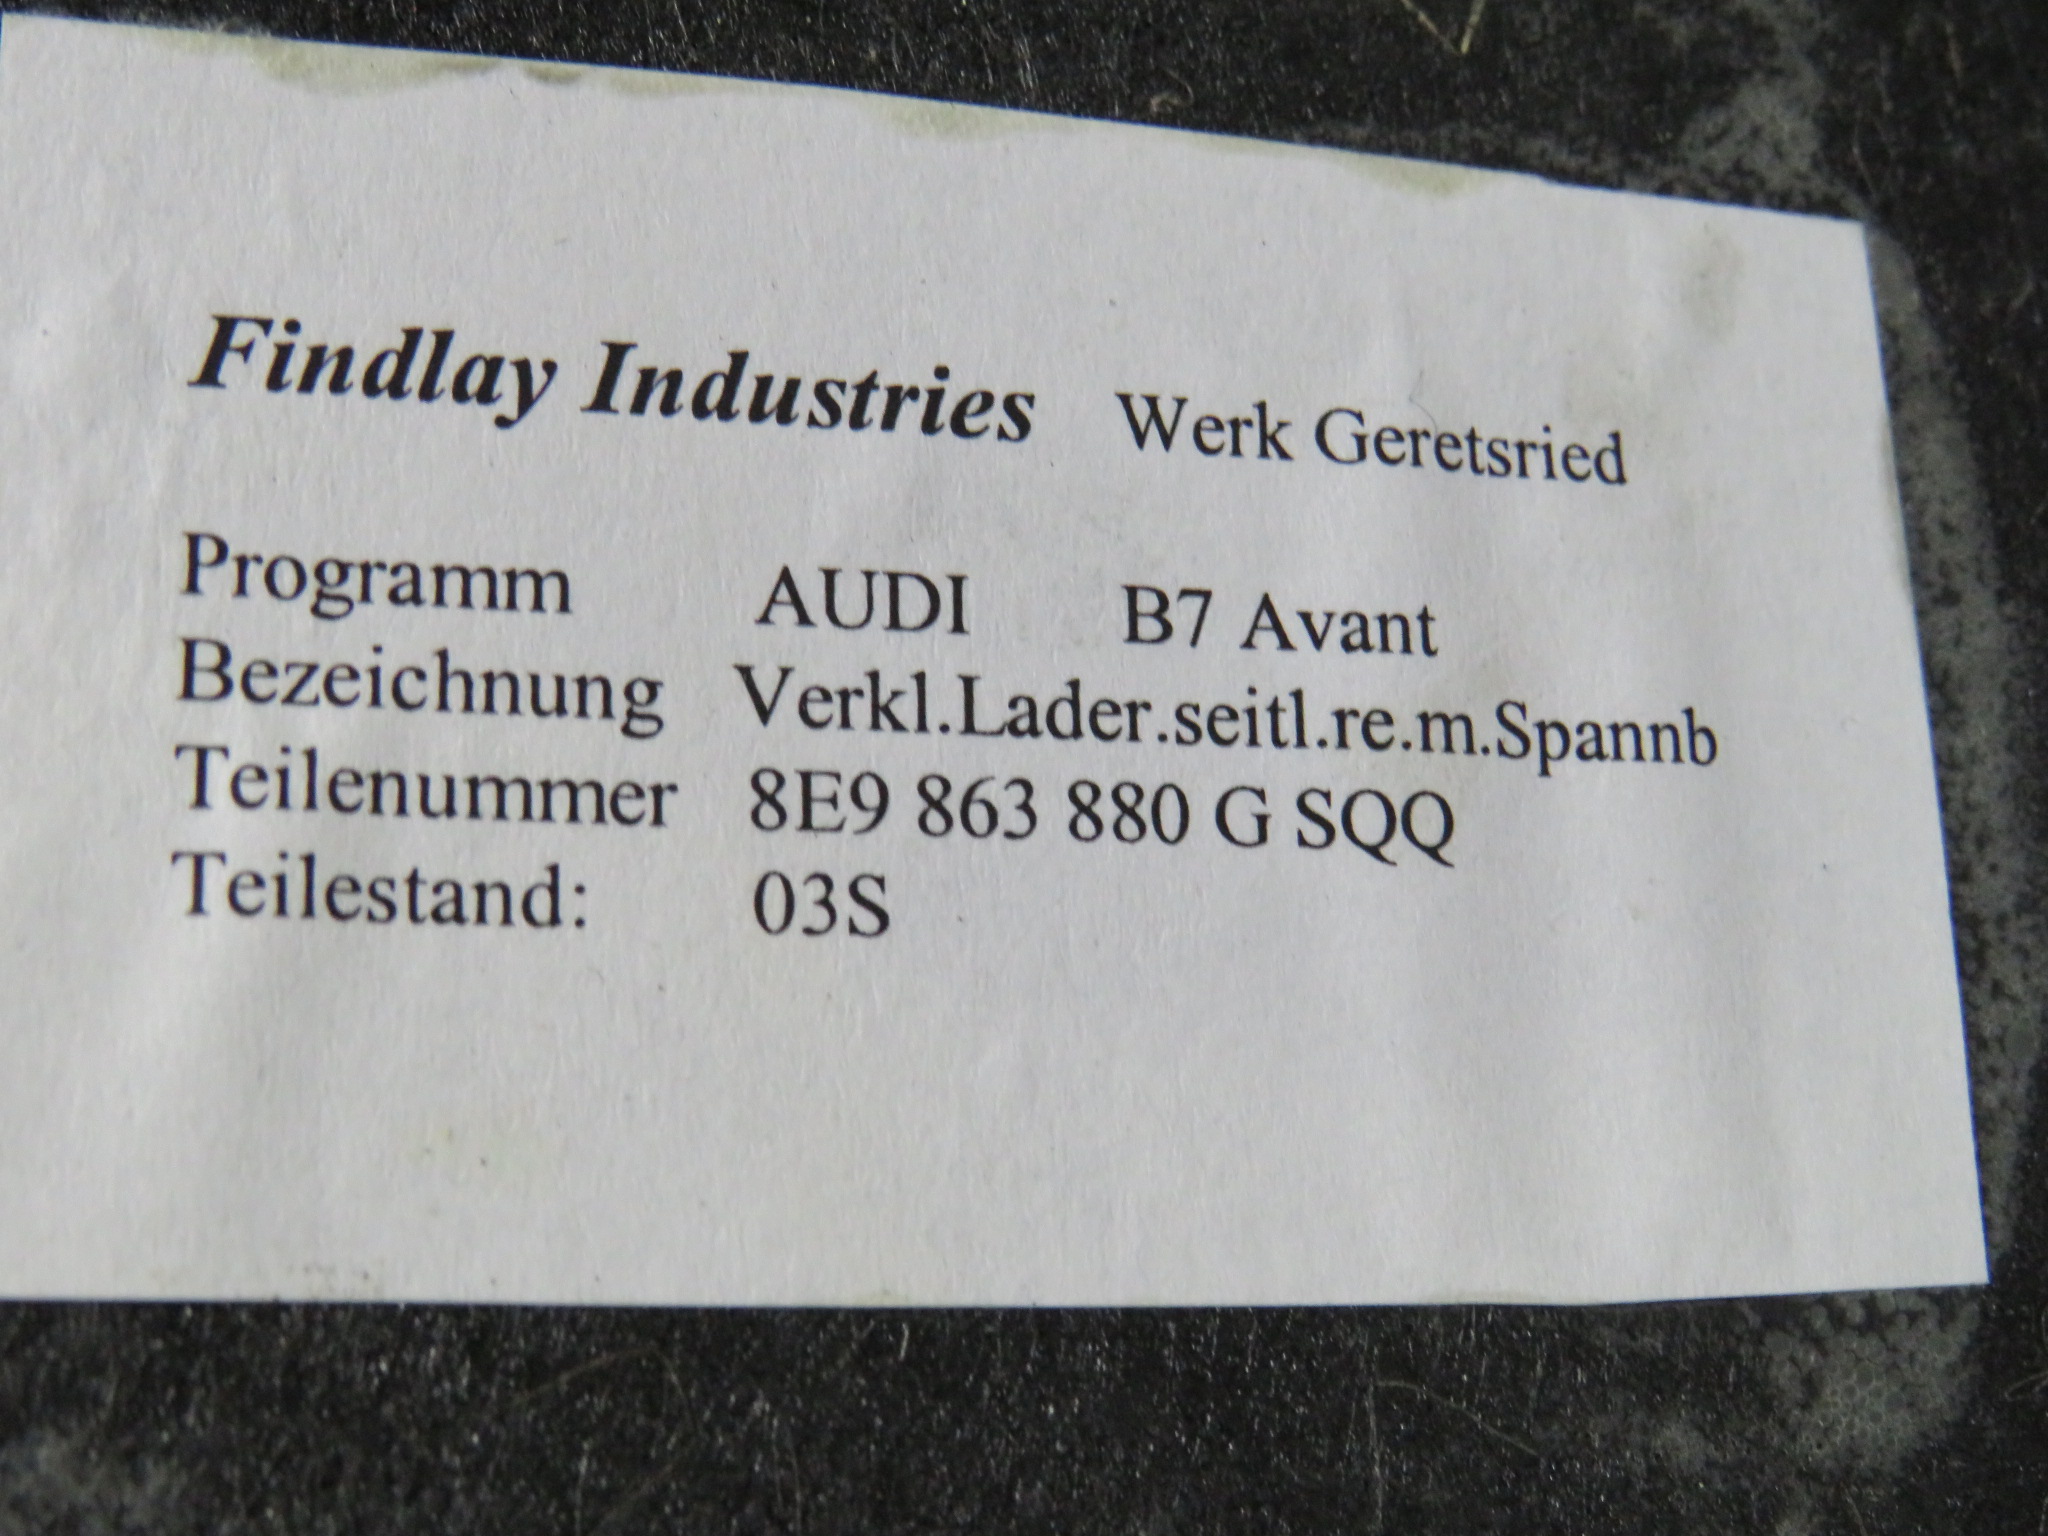 Findlay Industries Werk Geretsried
Programm AUDI B7 Avant
Bezeichnung Verkl.Lader.seitl.re.m.Spannb
Teilenummer 8E9 863 880 G SQQ
Teilestand: 03S